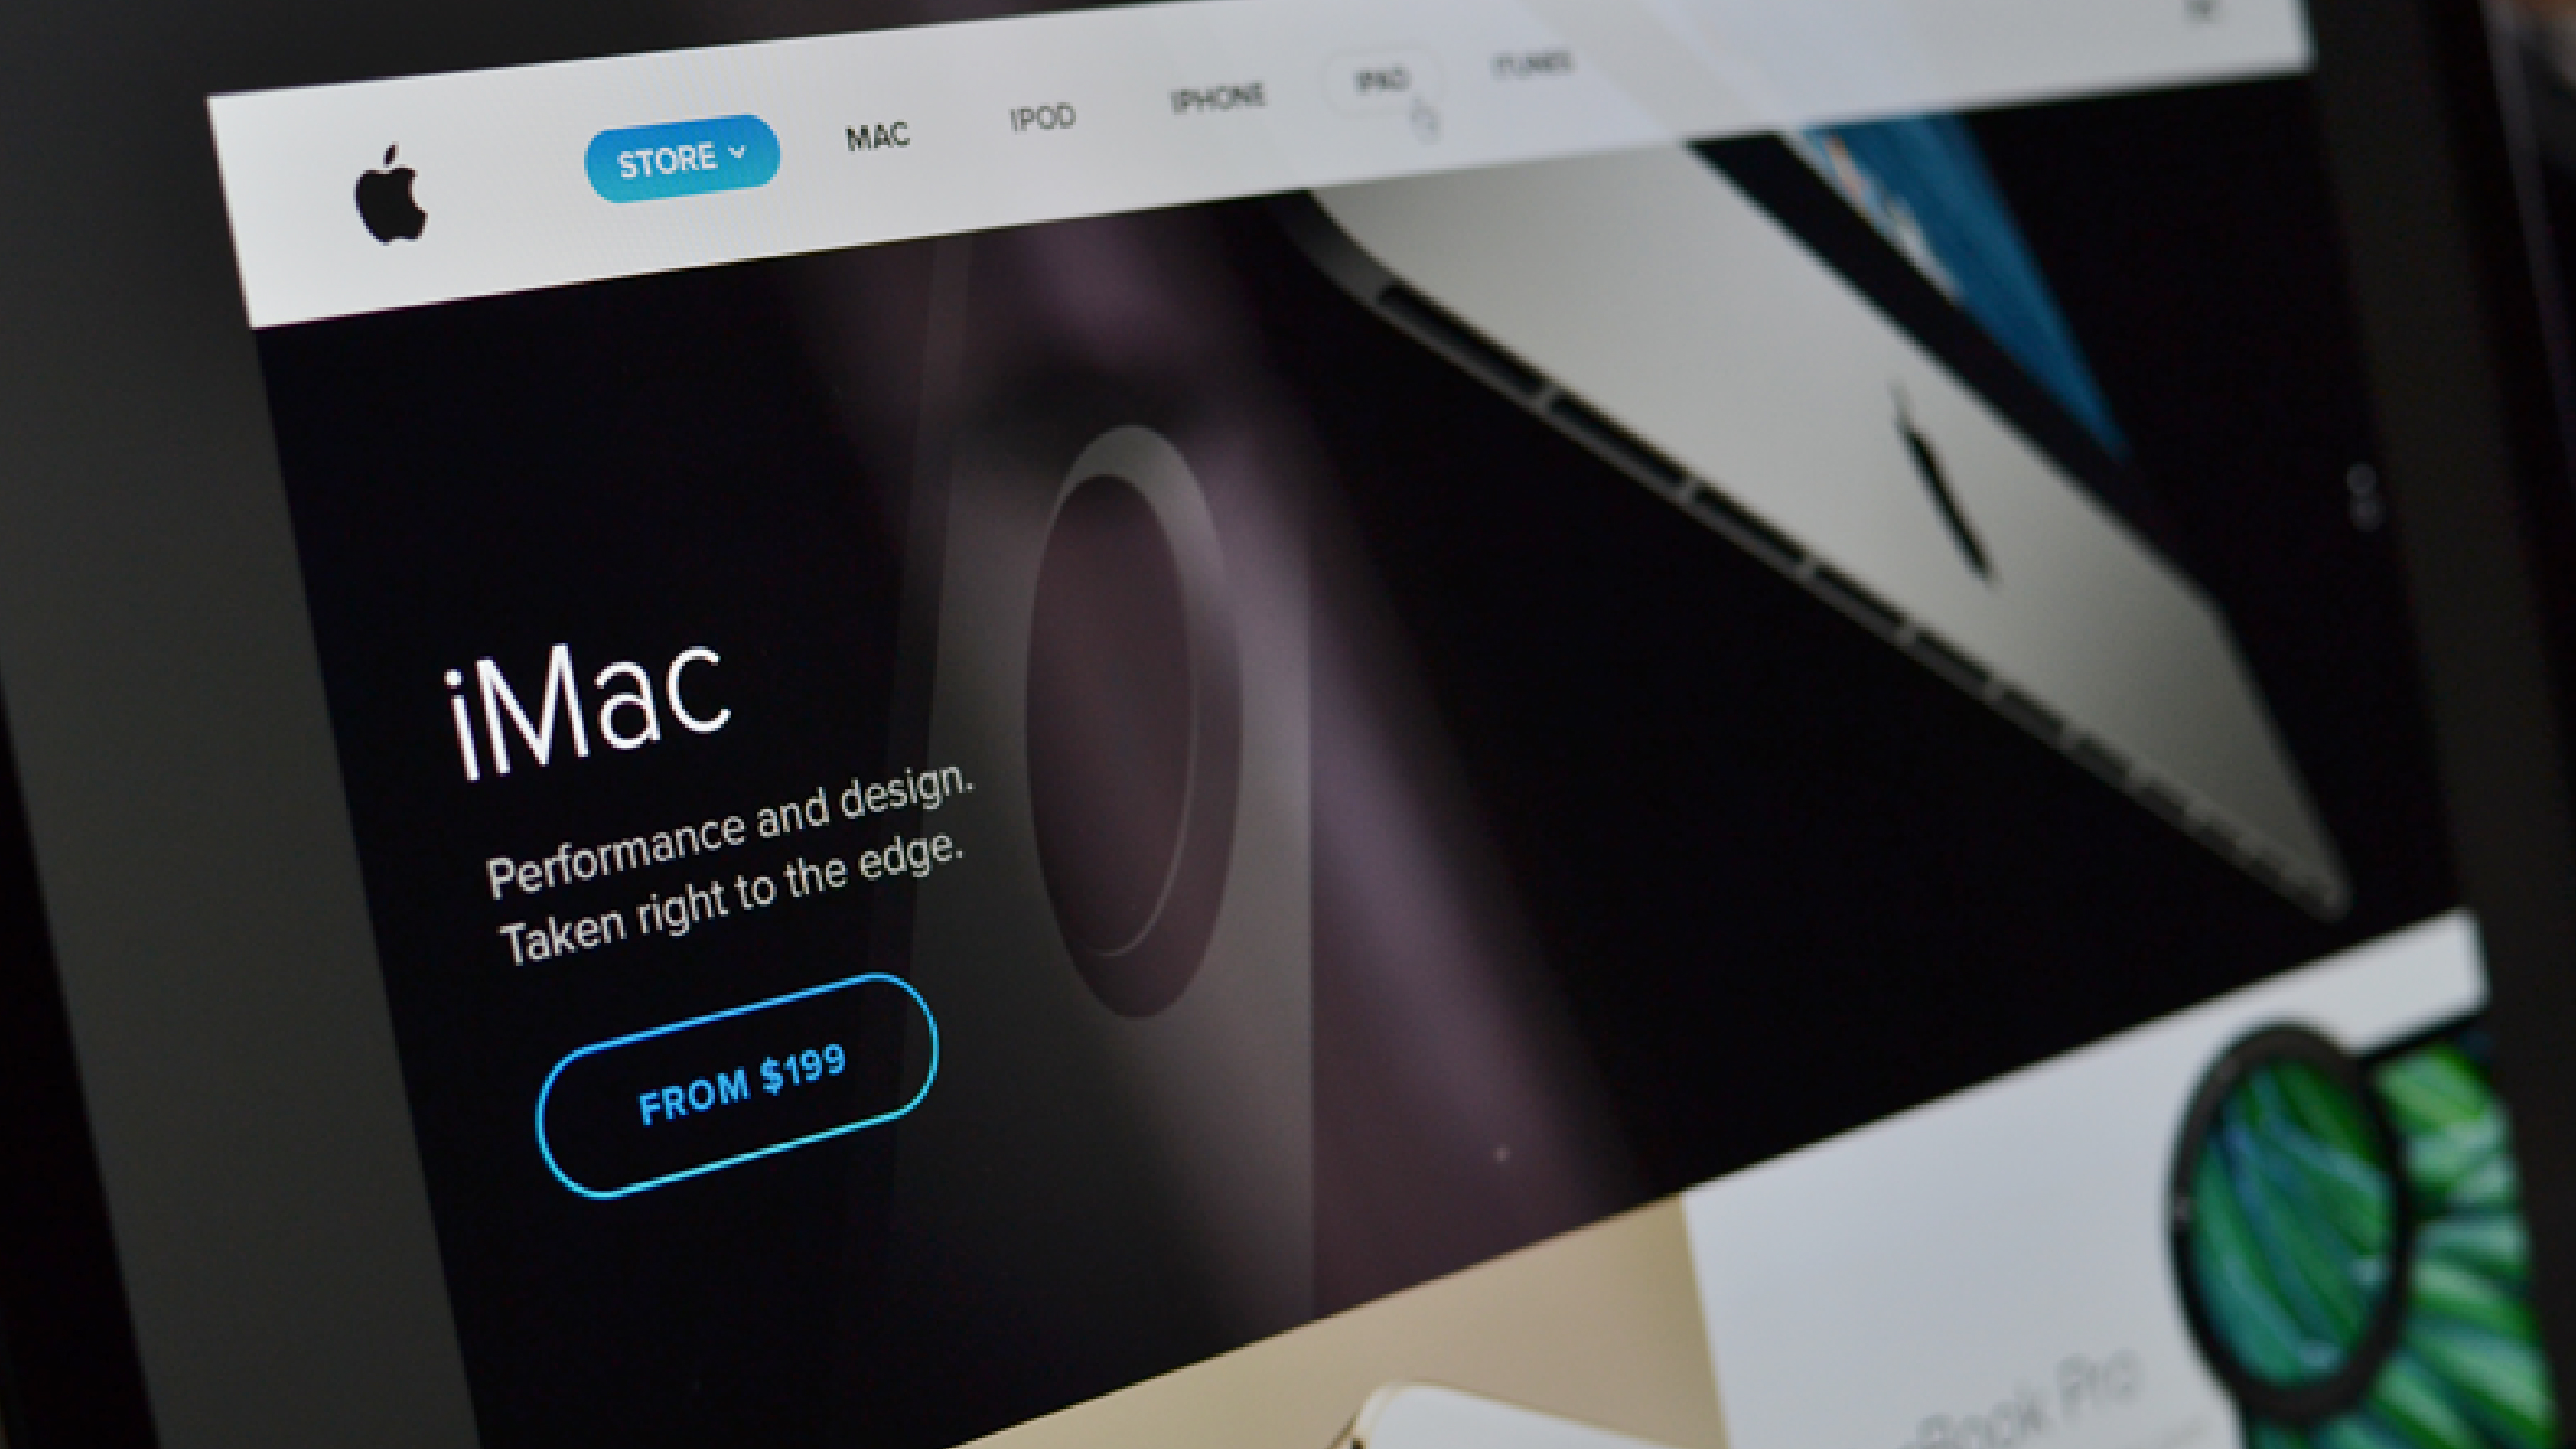 STORE
MAC
IPOD
IPHONE
IPAD
ITUNES
iMac
Performance and design.
Taken right to the edge.
FROM $199
Book Pro